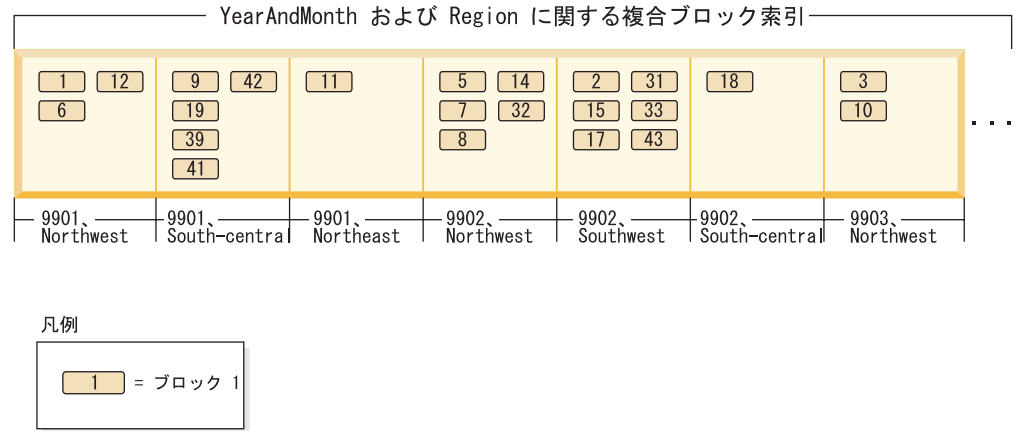 YearAndMonth および Region に関する複合ブロック索引
1 12 9 42 11 5 14 2 31 18 3
6 19 7 32 15 33 10
39 8 17 43
41
. . .
9901、 9901、 9901、 9902、 9902、 9902、 9903、
Northwest South-central Northeast Northwest Southwest South-central Northwest
凡例
1 = ブロック 1